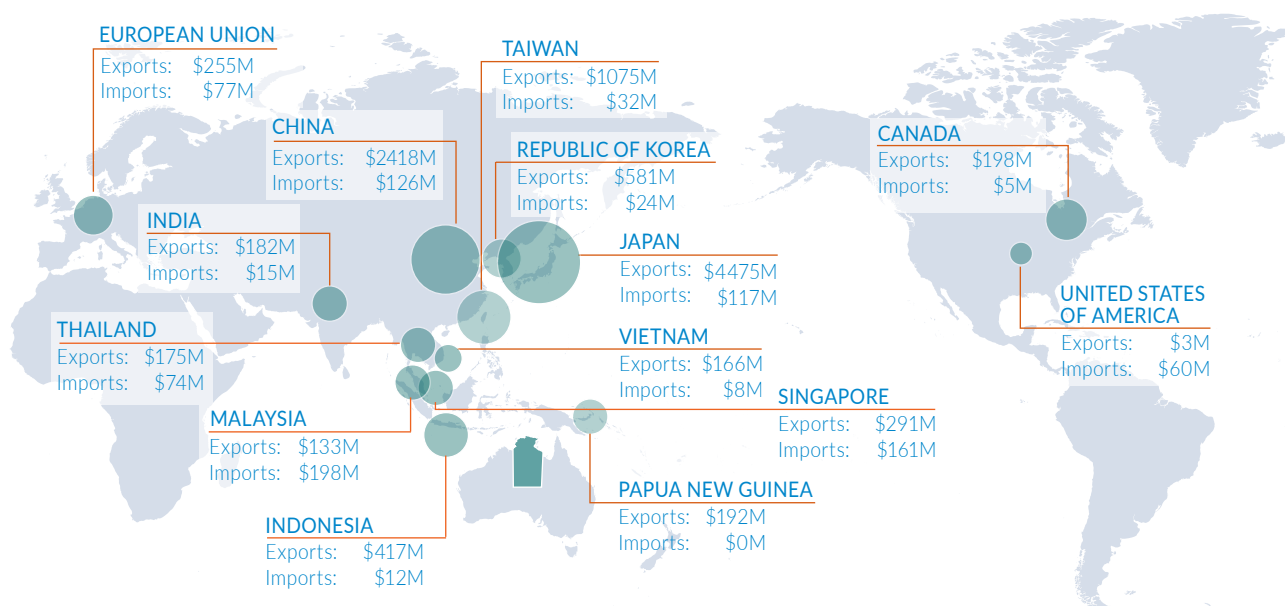 EUROPEAN UNION
Exports: $255M
Imports: $77M
TAIWAN
Exports: $1075M
Imports: $32M
CHINA
Exports: $2418M
Imports: $126M
REPUBLIC OF KOREA
Exports: $581M
Imports: $24M
CANADA
Exports: $198M
Imports: $5M
INDIA
Exports: $182M
Imports: $15M
JAPAN
Exports: $4475M
Imports: $117M
UNITED STATES
OF AMERICA
Exports: $3M
Imports: $60M
THAILAND
Exports: $175M
Imports: $74M
VIETNAM
Exports: $166M
Imports: $8M
SINGAPORE
Exports: $291M
Imports: $161M
MALAYSIA
Exports: $133M
Imports: $198M
PAPUA NEW GUINEA
Exports: $192M
Imports: $0M
INDONESIA
Exports: $417M
Imports: $12M